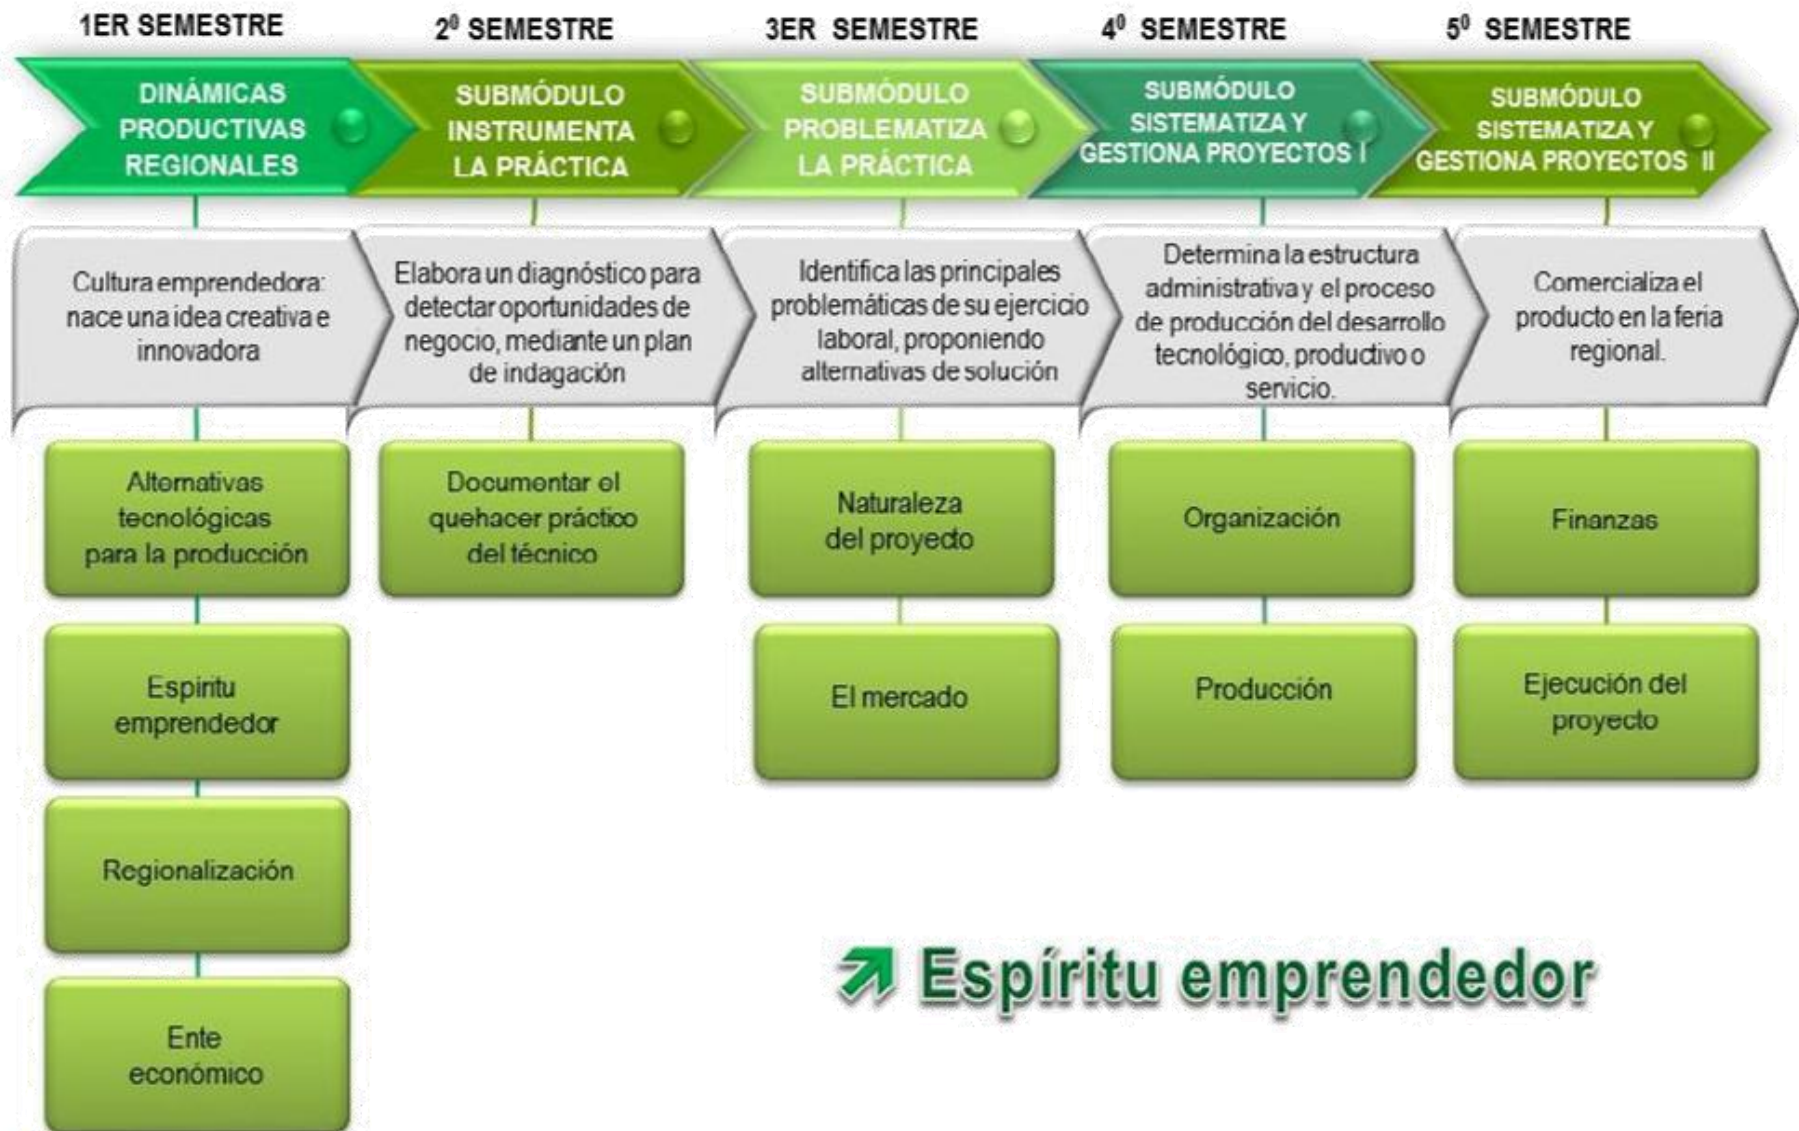 1ER SEMESTRE
2⁰ SEMESTRE
3ER SEMESTRE
4⁰ SEMESTRE
5⁰ SEMESTRE
DINÁMICAS
PRODUCTIVAS
REGIONALES
SUBMÓDULO
INSTRUMENTA
LA PRÁCTICA
SUBMÓDULO
PROBLEMATIZA
LA PRÁCTICA
SUBMÓDULO
SISTEMATIZA Y
GESTIONA PROYECTOS I
SUBMÓDULO
SISTEMATIZA Y
GESTIONA PROYECTOS II
Cultura emprendedora:
nace una idea creativa e
innovadora
Elabora un diagnóstico para
detectar oportunidades de
negocio, mediante un plan
de indagación
Identifica las principales
problemáticas de su ejercicio
laboral, proponiendo
alternativas de solución
Determina la estructura
administrativa y el proceso
de producción del desarrollo
tecnológico, productivo o
servicio.
Comercializa el
producto en la feria
regional.
Alternativas
tecnológicas
para la producción
Documentar el
quehacer práctico
del técnico
Naturaleza
del proyecto
Organización
Finanzas
Espiritu
emprendedor
El mercado
Producción
Ejecución del
proyecto
Regionalización
Ente
económico
Espíritu emprendedor